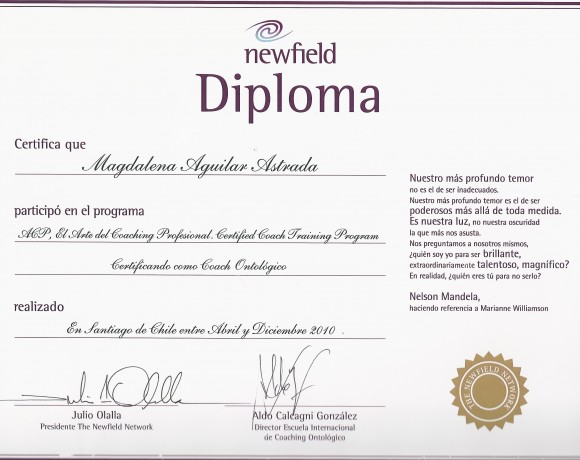 newfield
Diploma
Certifica que
Magdalena Aguilar Astrada
participó en el programa
ACP, El Arte del Coaching Profesional. Certified Coach Training Program
Certificando como Coach Ontológico
realizado
En Santiago de Chile entre Abril y Diciembre 2010 .
Julio Olalla
Presidente The Newfield Network
Aldo Calcagni González
Director Escuela Internacional
de Coaching Ontológico
Nuestro más profundo temor
no es el de ser inadecuados.
Nuestro más profundo temor es el de ser
poderosos más allá de toda medida.
Es nuestra luz, no nuestra oscuridad
la que más nos asusta.
Nos preguntamos a nosotros mismos,
¿quién soy yo para ser brillante,
extraordinariamente talentoso, magnífico?
En realidad, ¿quién eres tú para no serlo?
Nelson Mandela,
haciendo referencia a Marianne Williamson
THE NEWFIELD NETWORK